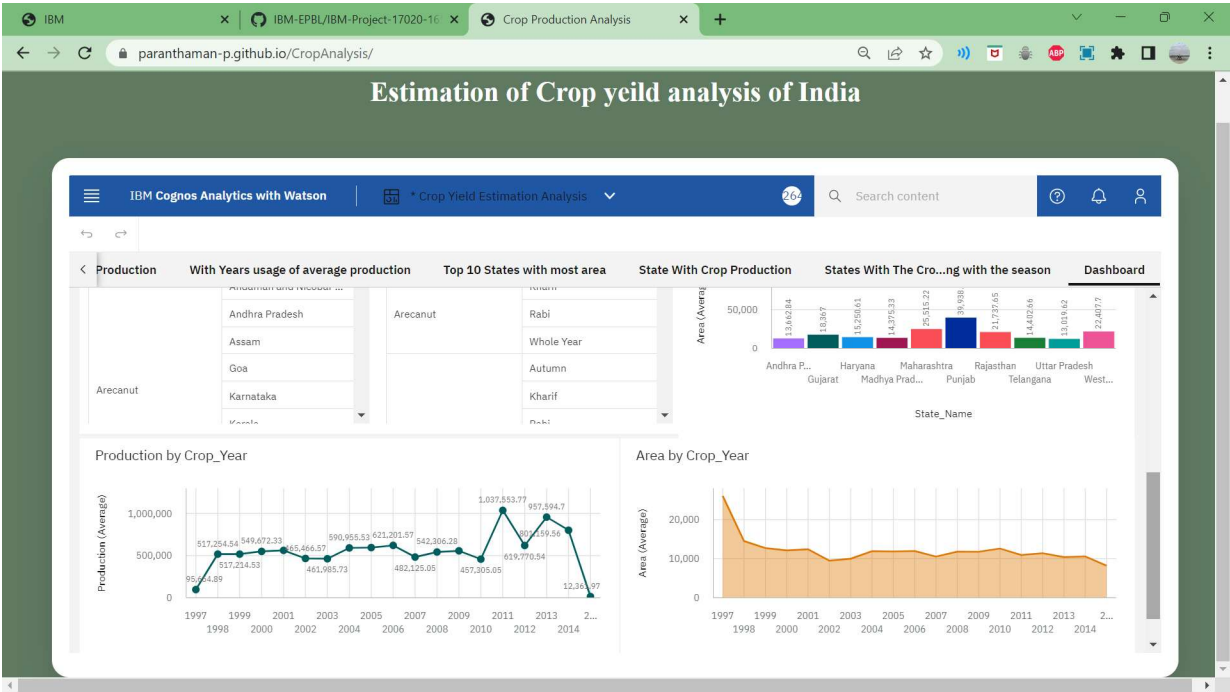 IBM
IBM-EPBL/IBM-Project-17020-16
Crop Production Analysis
paranthaman-p.github.io/CropAnalysis/
ABP
Estimation of Crop yeild analysis of India
IBM Cognos Analytics with Watson
* Crop Yield Estimation Analysis
264
Search content
Production
With Years usage of average production
Top 10 States with most area
State With Crop Production
States With The Cro...ng with the season
Dashboard
Andaman and Nicobar ...
Andhra Pradesh
Assam
Goa
Arecanut
Karnataka
Kerala
Kharif
Arecanut
Rabi
Whole Year
Autumn
Kharif
Rabi
Area (Averag
50,000
0
13,662.84
18,367
15,250.61
14,375.33
25,515.22
39,938.
21,737.65
14,402.66
13,019.62
22,407.7
Andhra P...
Haryana
Maharashtra
Rajasthan
Uttar Pradesh
Gujarat
Madhya Prad...
Punjab
Telangana
West...
State_Name
Production by Crop_Year
Production (Average)
1,000,000
500,000
0
517,254.54
549,672.33
590,955.53
621,201.57
542,306.28
1,037,553.77
957,594.7
517,214.53
461,985.73
482,125.05
457,305.05
619,770.54
1997
1999
2001
2003
2005
2007
2009
2011
2013
2...
1998
2000
2002
2004
2006
2008
2010
2012
2014
Area by Crop_Year
Area (Average)
20,000
10,000
0
1997
1999
2001
2003
2005
2007
2009
2011
2013
2...
1998
2000
2002
2004
2006
2008
2010
2012
2014